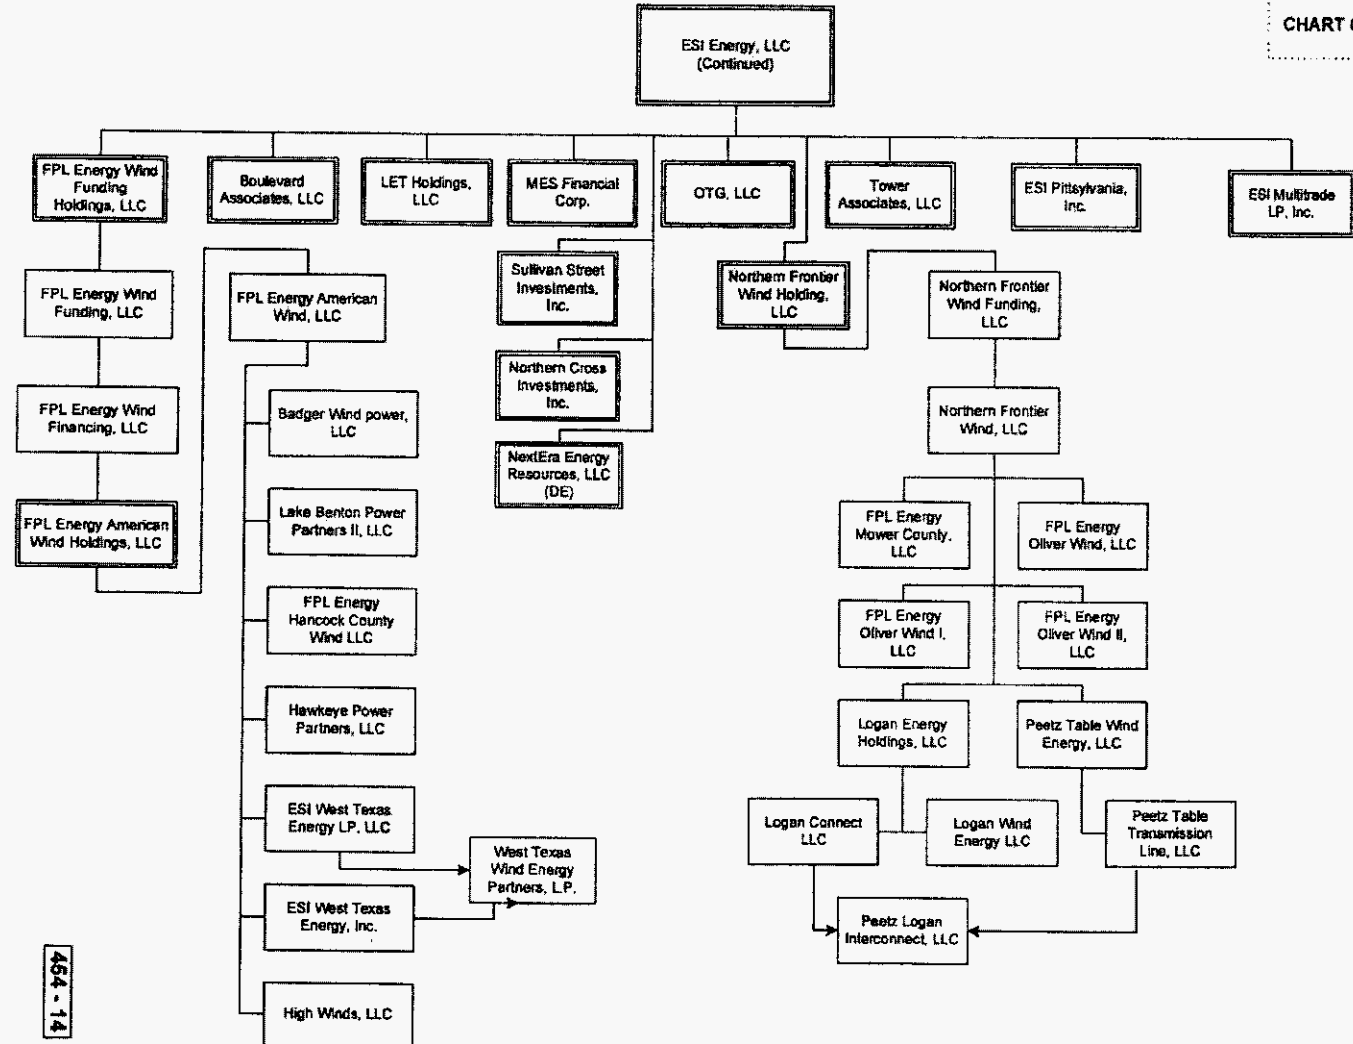 CHART
ESI Energy, LLC
(Continued)
FPL Energy Wind
Funding
Holdings, LLC
Boulevard
Associates, LLC
LET Holdings,
LLC
MES Financial
Corp.
OTG, LLC
Tower
Associates, LLC
ESI Pittsylvania,
Inc.
ESI Multitrade
LP, Inc.
FPL Energy Wind
Funding, LLC
FPL Energy American
Wind, LLC
Sullivan Street
Investments,
Inc.
Northern Frontier
Wind Holding,
LLC
Northern Frontier
Wind Funding,
LLC
FPL Energy Wind
Financing, LLC
Badger Wind power,
LLC
Northern Cross
Investments,
Inc.
Northern Frontier
Wind, LLC
FPL Energy American
Wind Holdings, LLC
Lake Benton Power
Partners II, LLC
NextEra Energy
Resources, LLC
(DE)
FPL Energy
Mower County,
LLC
FPL Energy
Oliver Wind, LLC
FPL Energy
Hancock County
Wind LLC
FPL Energy
Oliver Wind I,
LLC
FPL Energy
Oliver Wind II,
LLC
Hawkeye Power
Partners, LLC
Logan Energy
Holdings, LLC
Peetz Table Wind
Energy, LLC
ESI West Texas
Energy LP, LLC
West Texas
Wind Energy
Partners, L.P.
Logan Connect
LLC
Logan Wind
Energy LLC
Peetz Table
Transmission
Line, LLC
ESI West Texas
Energy, Inc.
Peetz Logan
Interconnect, LLC
High Winds, LLC
464 - 14